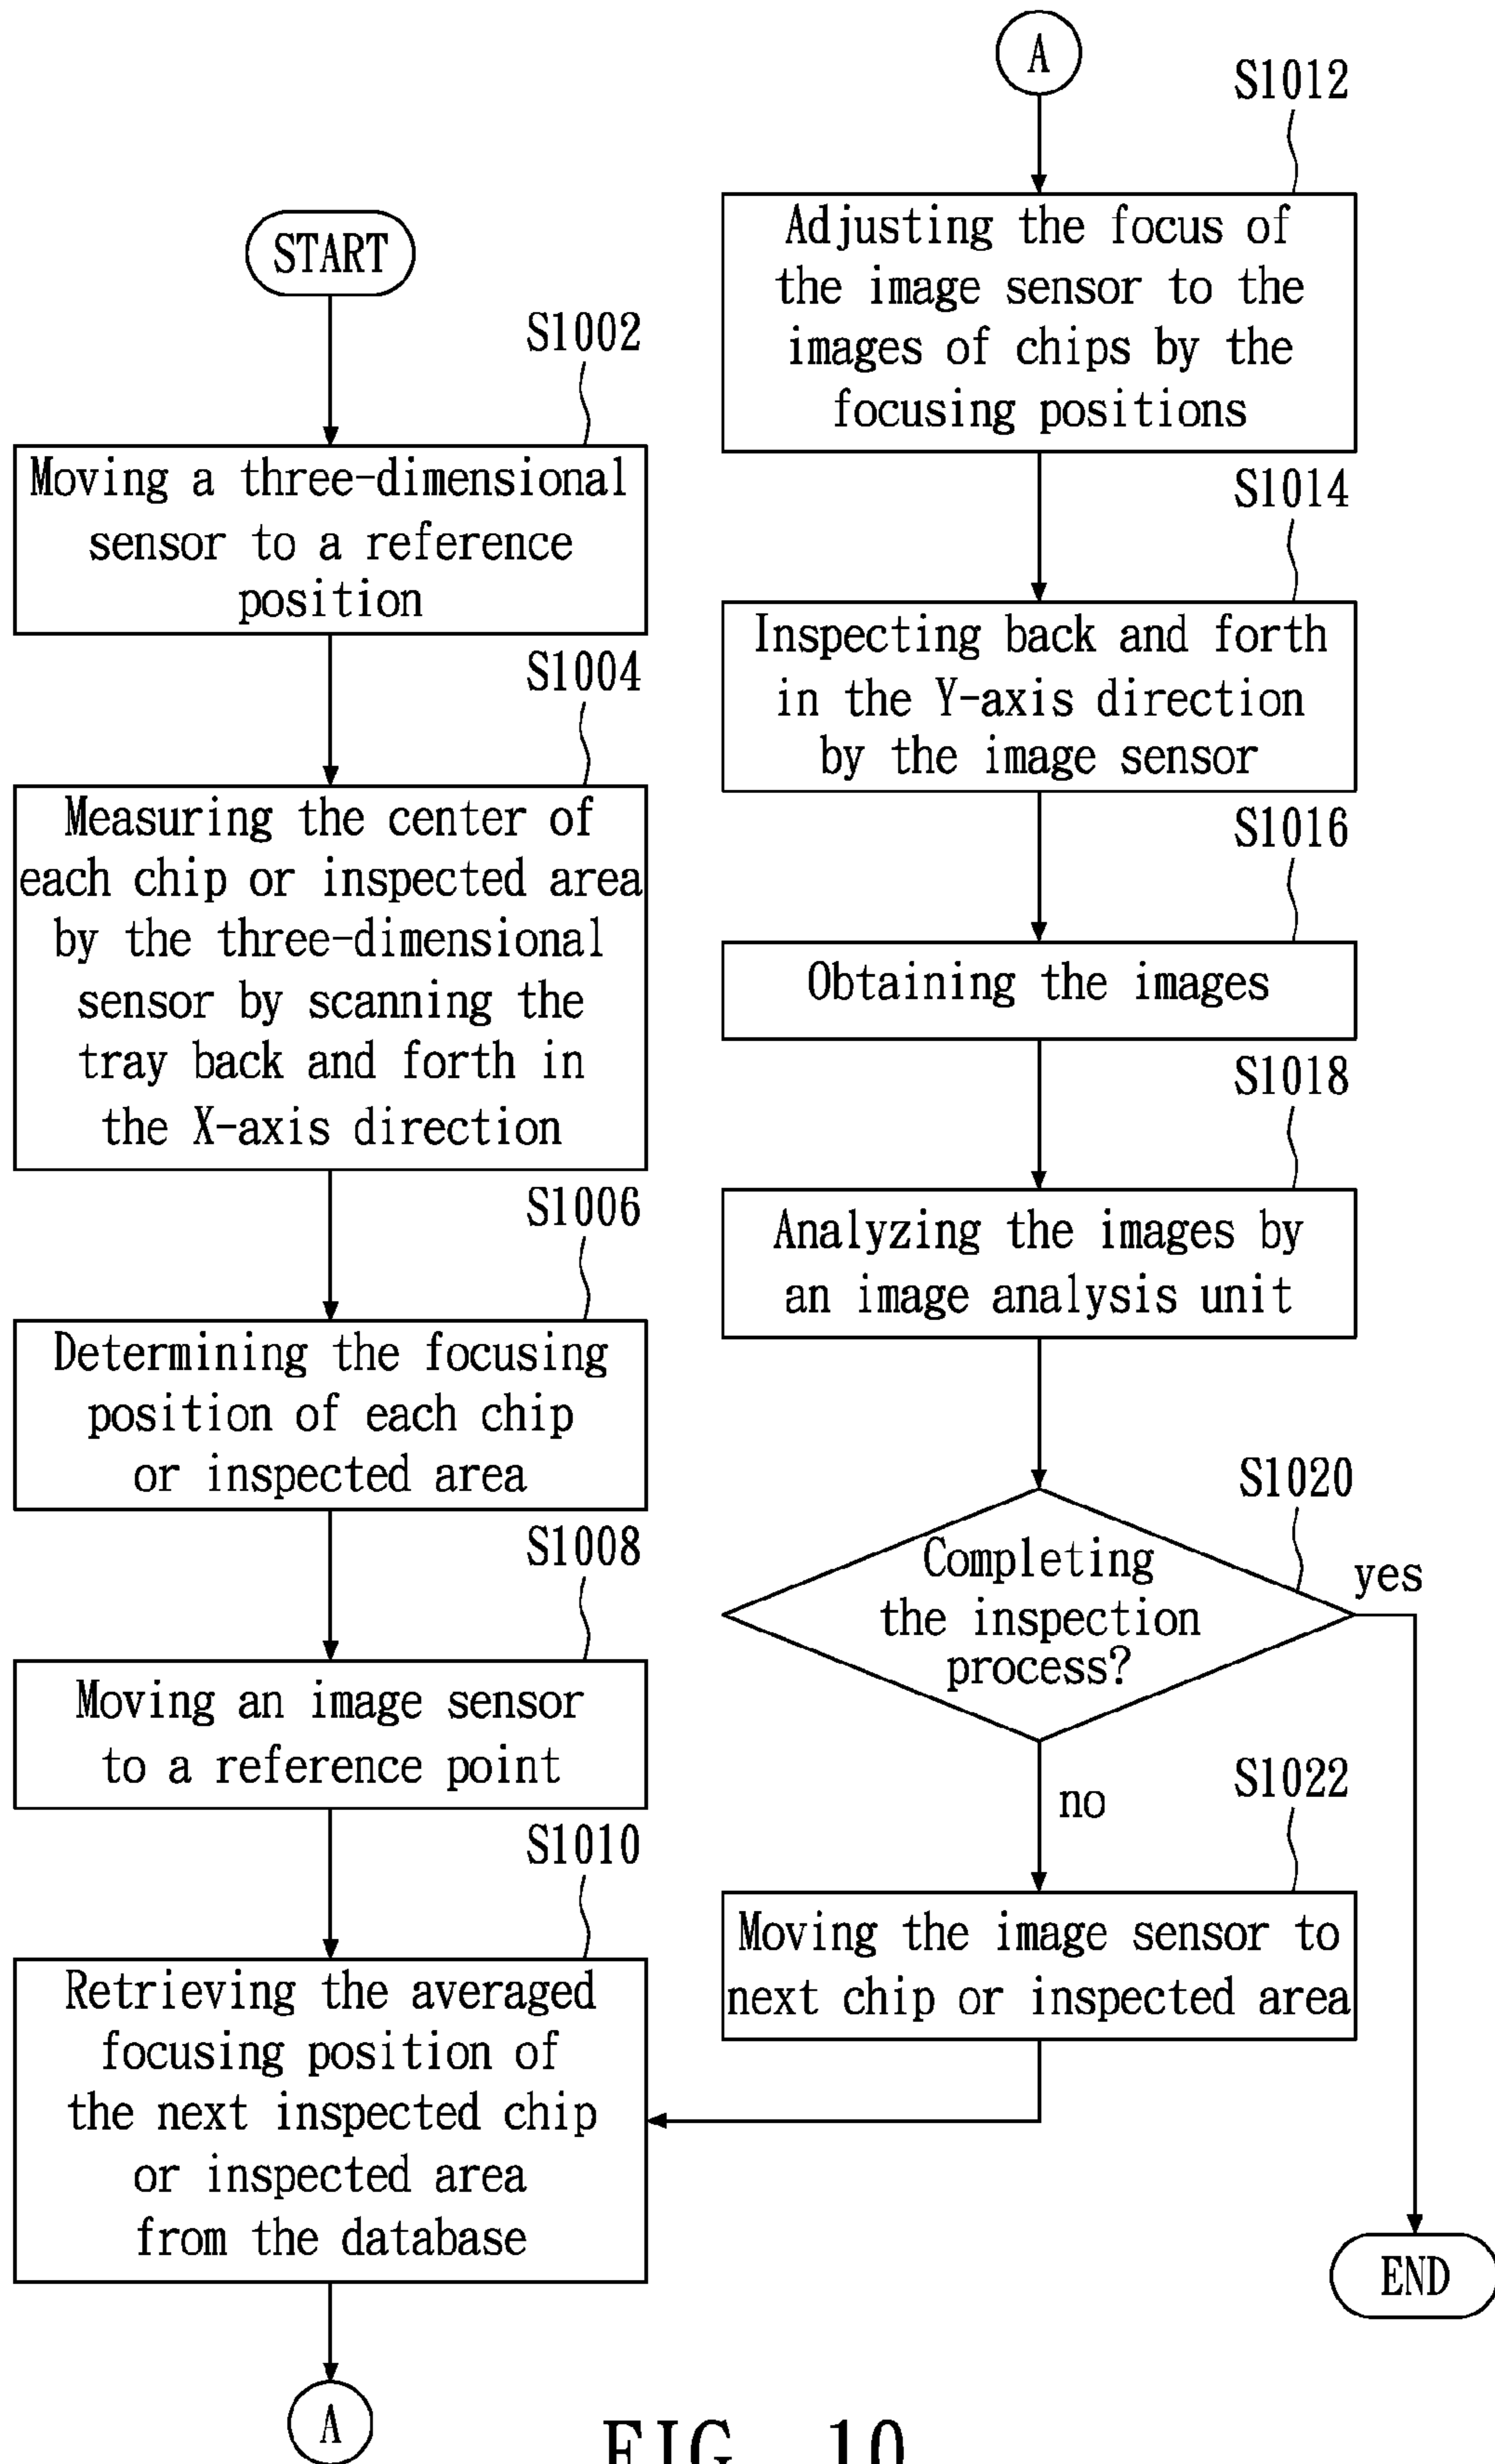 START
S1002
Moving a three-dimensional
sensor to a reference
position
S1004
Measuring the center of
each chip or inspected area
by the three-dimensional
sensor by scanning the
tray back and forth in
the X-axis direction
S1006
Determining the focusing
position of each chip
or inspected area
S1008
Moving an image sensor
to a reference point
S1010
Retrieving the averaged
focusing position of
the next inspected chip
or inspected area
from the database
A
A
S1012
Adjusting the focus of
the image sensor to the
images of chips by the
focusing positions
S1014
Inspecting back and forth
in the Y-axis direction
by the image sensor
S1016
Obtaining the images
S1018
Analyzing the images by
an image analysis unit
S1020
Completing
the inspection
process?
yes
no
S1022
Moving the image sensor to
next chip or inspected area
END
FIG. 10